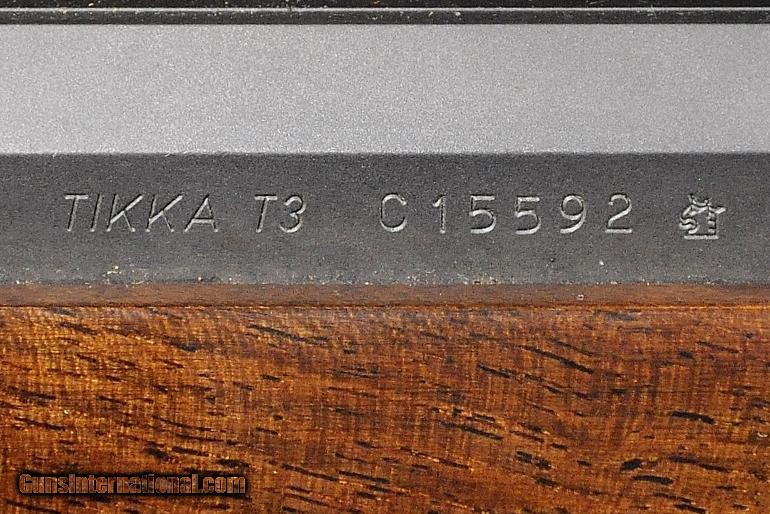 TIKKA T3 C15592
GunsInternational.com